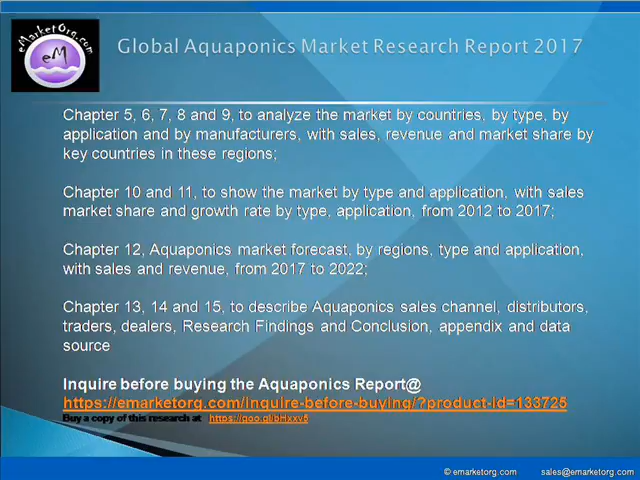 eMarketOrg.com
eM
Global Aquaponics Market Research Report 2017
Chapter 5, 6, 7, 8 and 9, to analyze the market by countries, by type, by
application and by manufacturers, with sales, revenue and market share by
key countries in these regions;
Chapter 10 and 11, to show the market by type and application, with sales
market share and growth rate by type, application, from 2012 to 2017;
Chapter 12, Aquaponics market forecast, by regions, type and application,
with sales and revenue, from 2017 to 2022;
Chapter 13, 14 and 15, to describe Aquaponics sales channel, distributors,
traders, dealers, Research Findings and Conclusion, appendix and data
source
Inquire before buying the Aquaponics Report@
https://emarketorg.com/inquire-before-buying/?product-id=133725
Buy a copy of this research at
© emarketorg.com sales@emarketorg.com